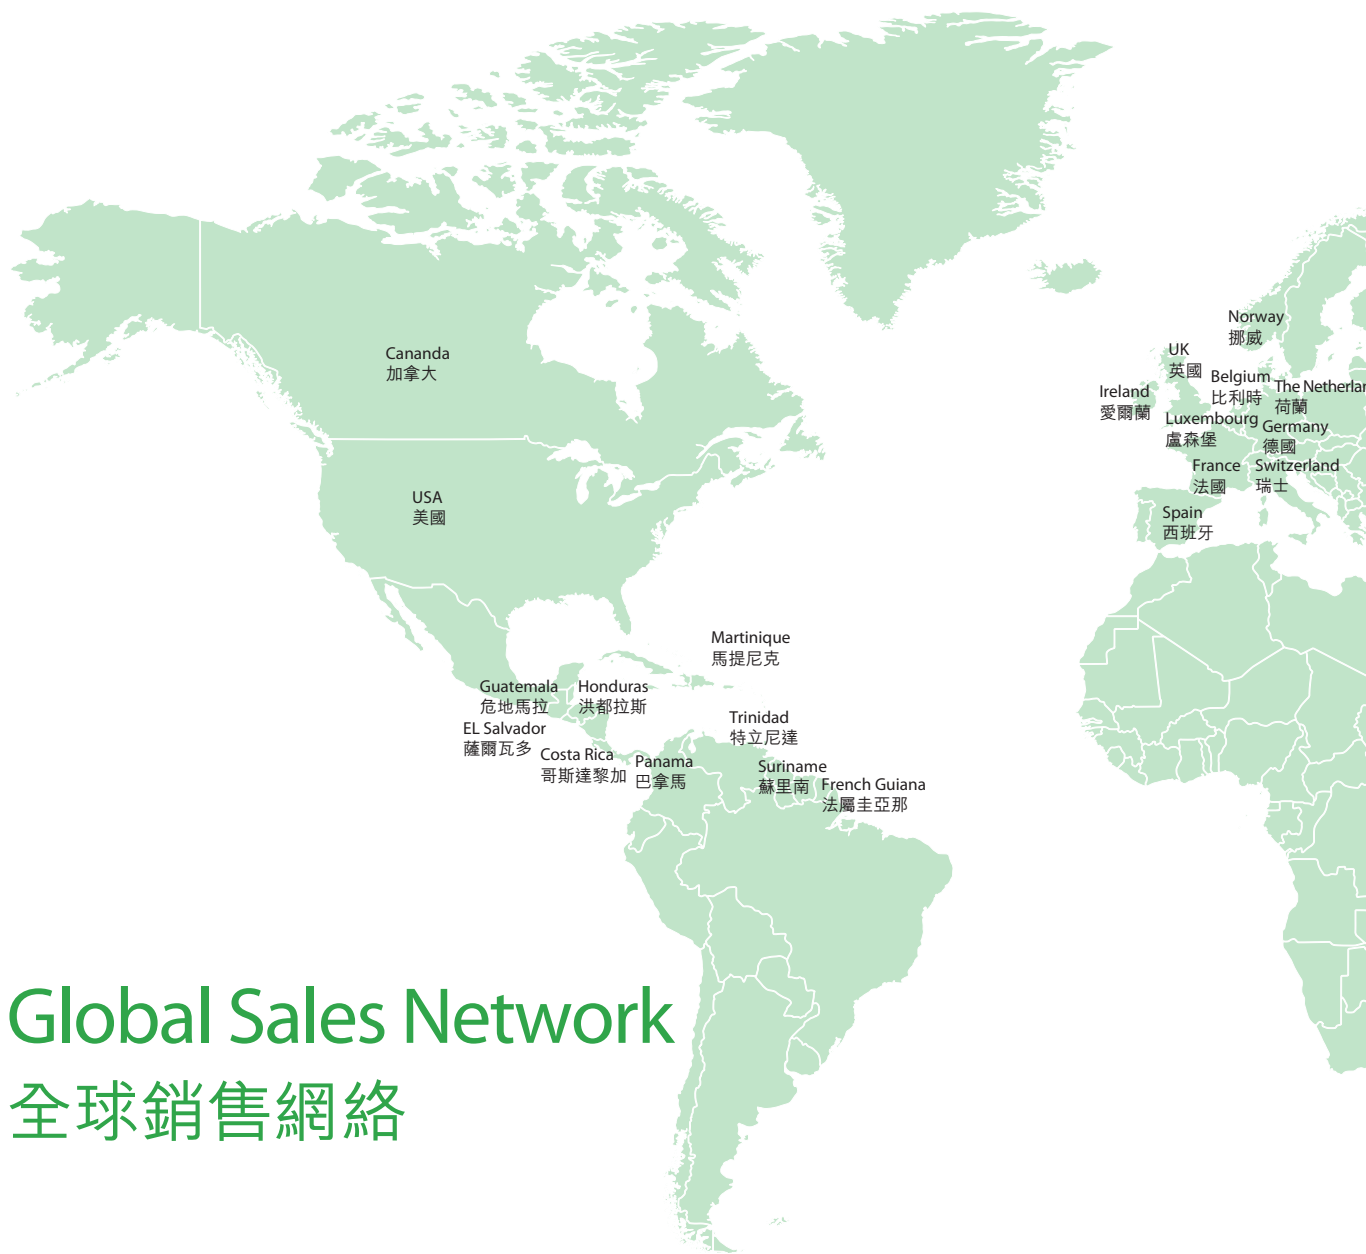 Norway
挪威
UK
英國
Cananda
加拿大
Belgium
比利時
The Netherlan
荷蘭
Ireland
愛爾蘭
Luxembourg
盧森堡
Germany
德國
France
法國
Switzerland
瑞士
USA
美國
Spain
西班牙
Martinique
馬提尼克
Guatemala
危地馬拉
Honduras
洪都拉斯
Trinidad
特立尼達
EL Salvador
薩爾瓦多
Costa Rica
哥斯達黎加
Panama
巴拿馬
Suriname
蘇里南
French Guiana
法屬圭亞那
Global Sales Network
全球銷售網絡